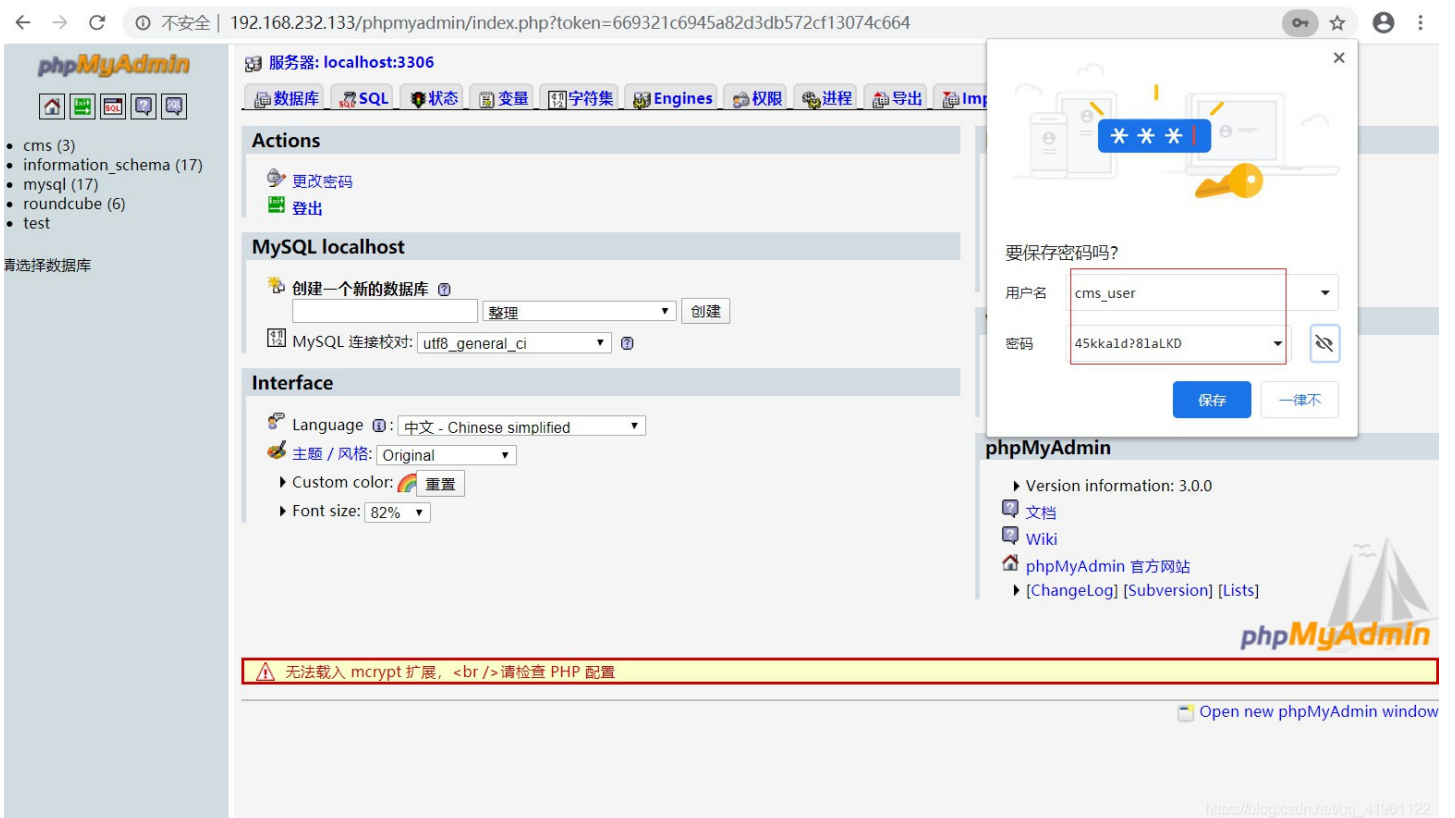 不安全 | 192.168.232.133/phpmyadmin/index.php?token=669321c6945a82d3db572cf13074c664
phpMyAdmin
cms (3)
information_schema (17)
mysql (17)
roundcube (6)
test
请选择数据库
服务器: localhost:3306
数据库 SQL 状态 变量 字符集 Engines 权限 进程 导出 Imp
Actions
更改密码
登出
MySQL localhost
创建一个新的数据库
整理 创建
MySQL 连接校对: utf8_general_ci
Interface
Language : 中文 - Chinese simplified
主题 / 风格: Original
Custom color: 重置
Font size: 82%
要保存密码吗?
用户名 cms_user
密码 45kkald?8laLKD
保存 一律不
phpMyAdmin
Version information: 3.0.0
文档
Wiki
phpMyAdmin 官方网站
[ChangeLog] [Subversion] [Lists]
phpMyAdmin
无法载入 mcrypt 扩展，<br />请检查 PHP 配置
Open new phpMyAdmin window
https://blog.csdn.net/qq_41901122